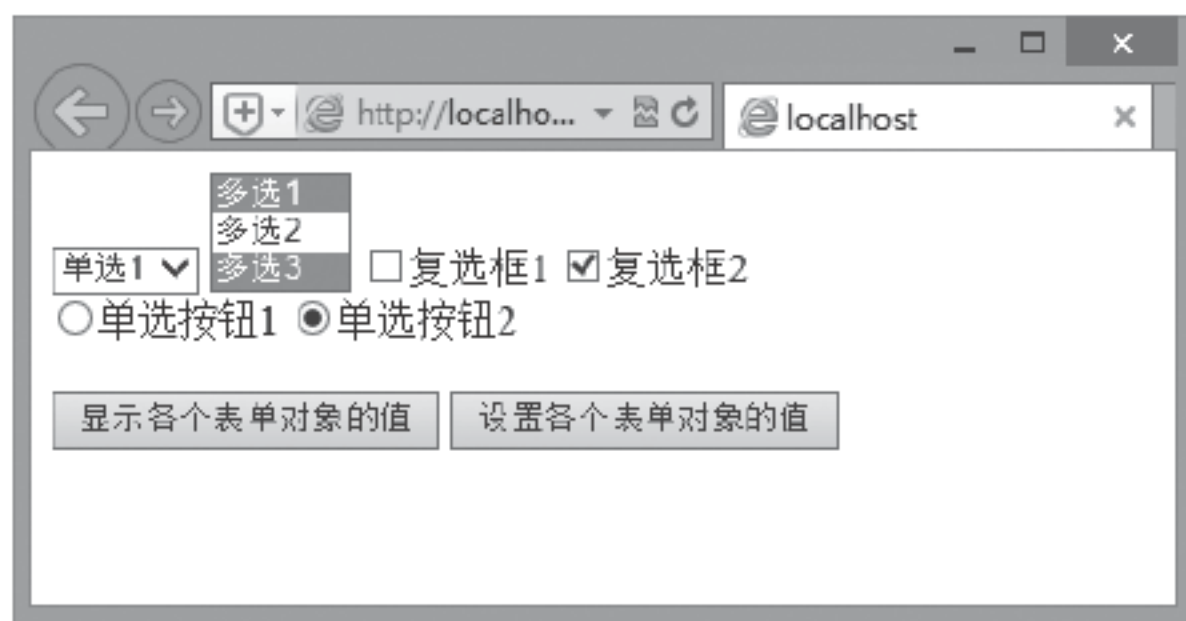 http://localho... localhost
多选1
多选2
单选1 多选3 复选框1 复选框2
单选按钮1 单选按钮2
显示各个表单对象的值 设置各个表单对象的值